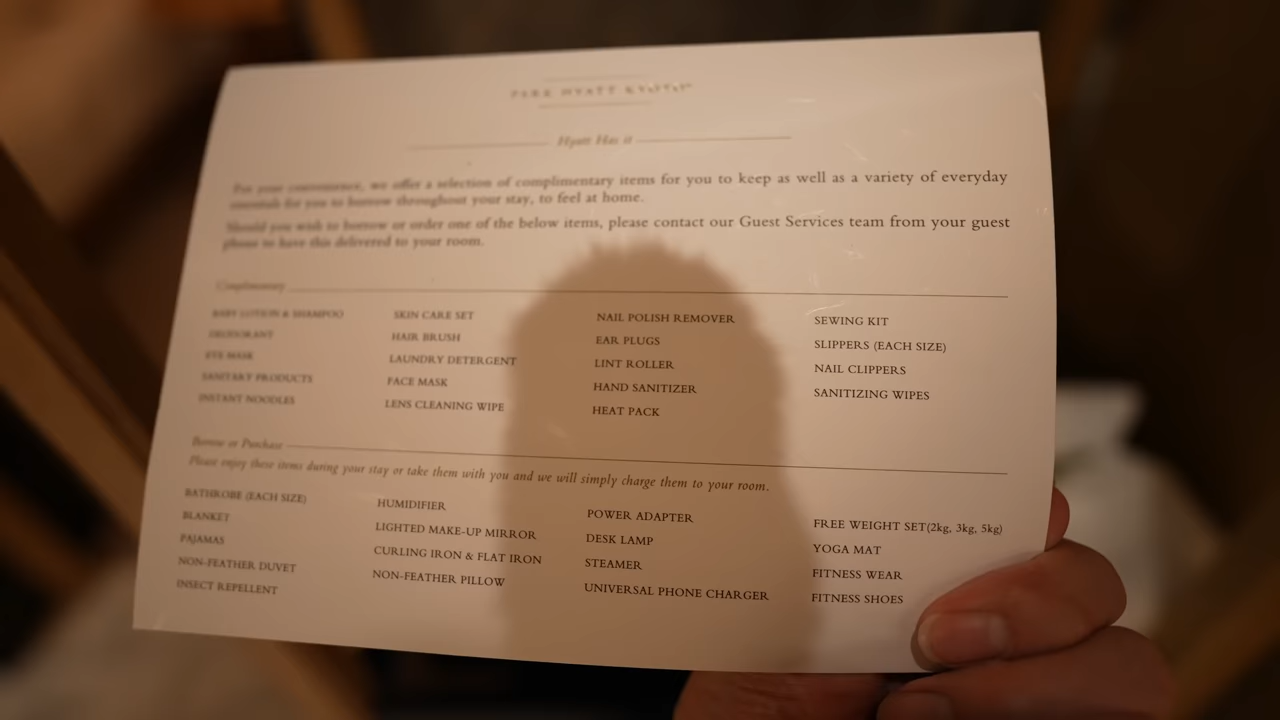 PARK HYATT KYOTO
Hyatt Has it
For your convenience, we offer a selection of complimentary items for you to keep as well as a variety of everyday
essentials for you to borrow throughout your stay, to feel at home.
Should you wish to borrow or order one of the below items, please contact our Guest Services team from your guest
phone to have this delivered to your room.
Complimentary
BABY LOTION & SHAMPOO
DEODORANT
EYE MASK
SANITARY PRODUCTS
INSTANT NOODLES
SKIN CARE SET
HAIR BRUSH
LAUNDRY DETERGENT
FACE MASK
LENS CLEANING WIPE
NAIL POLISH REMOVER
EAR PLUGS
LINT ROLLER
HAND SANITIZER
HEAT PACK
SEWING KIT
SLIPPERS (EACH SIZE)
NAIL CLIPPERS
SANITIZING WIPES
Borrow or Purchase
Please enjoy these items during your stay or take them with you and we will simply charge them to your room.
BATHROBE (EACH SIZE)
BLANKET
PAJAMAS
NON-FEATHER DUVET
INSECT REPELLENT
HUMIDIFIER
LIGHTED MAKE-UP MIRROR
CURLING IRON & FLAT IRON
NON-FEATHER PILLOW
POWER ADAPTER
DESK LAMP
STEAMER
UNIVERSAL PHONE CHARGER
FREE WEIGHT SET(2kg, 3kg, 5kg)
YOGA MAT
FITNESS WEAR
FITNESS SHOES